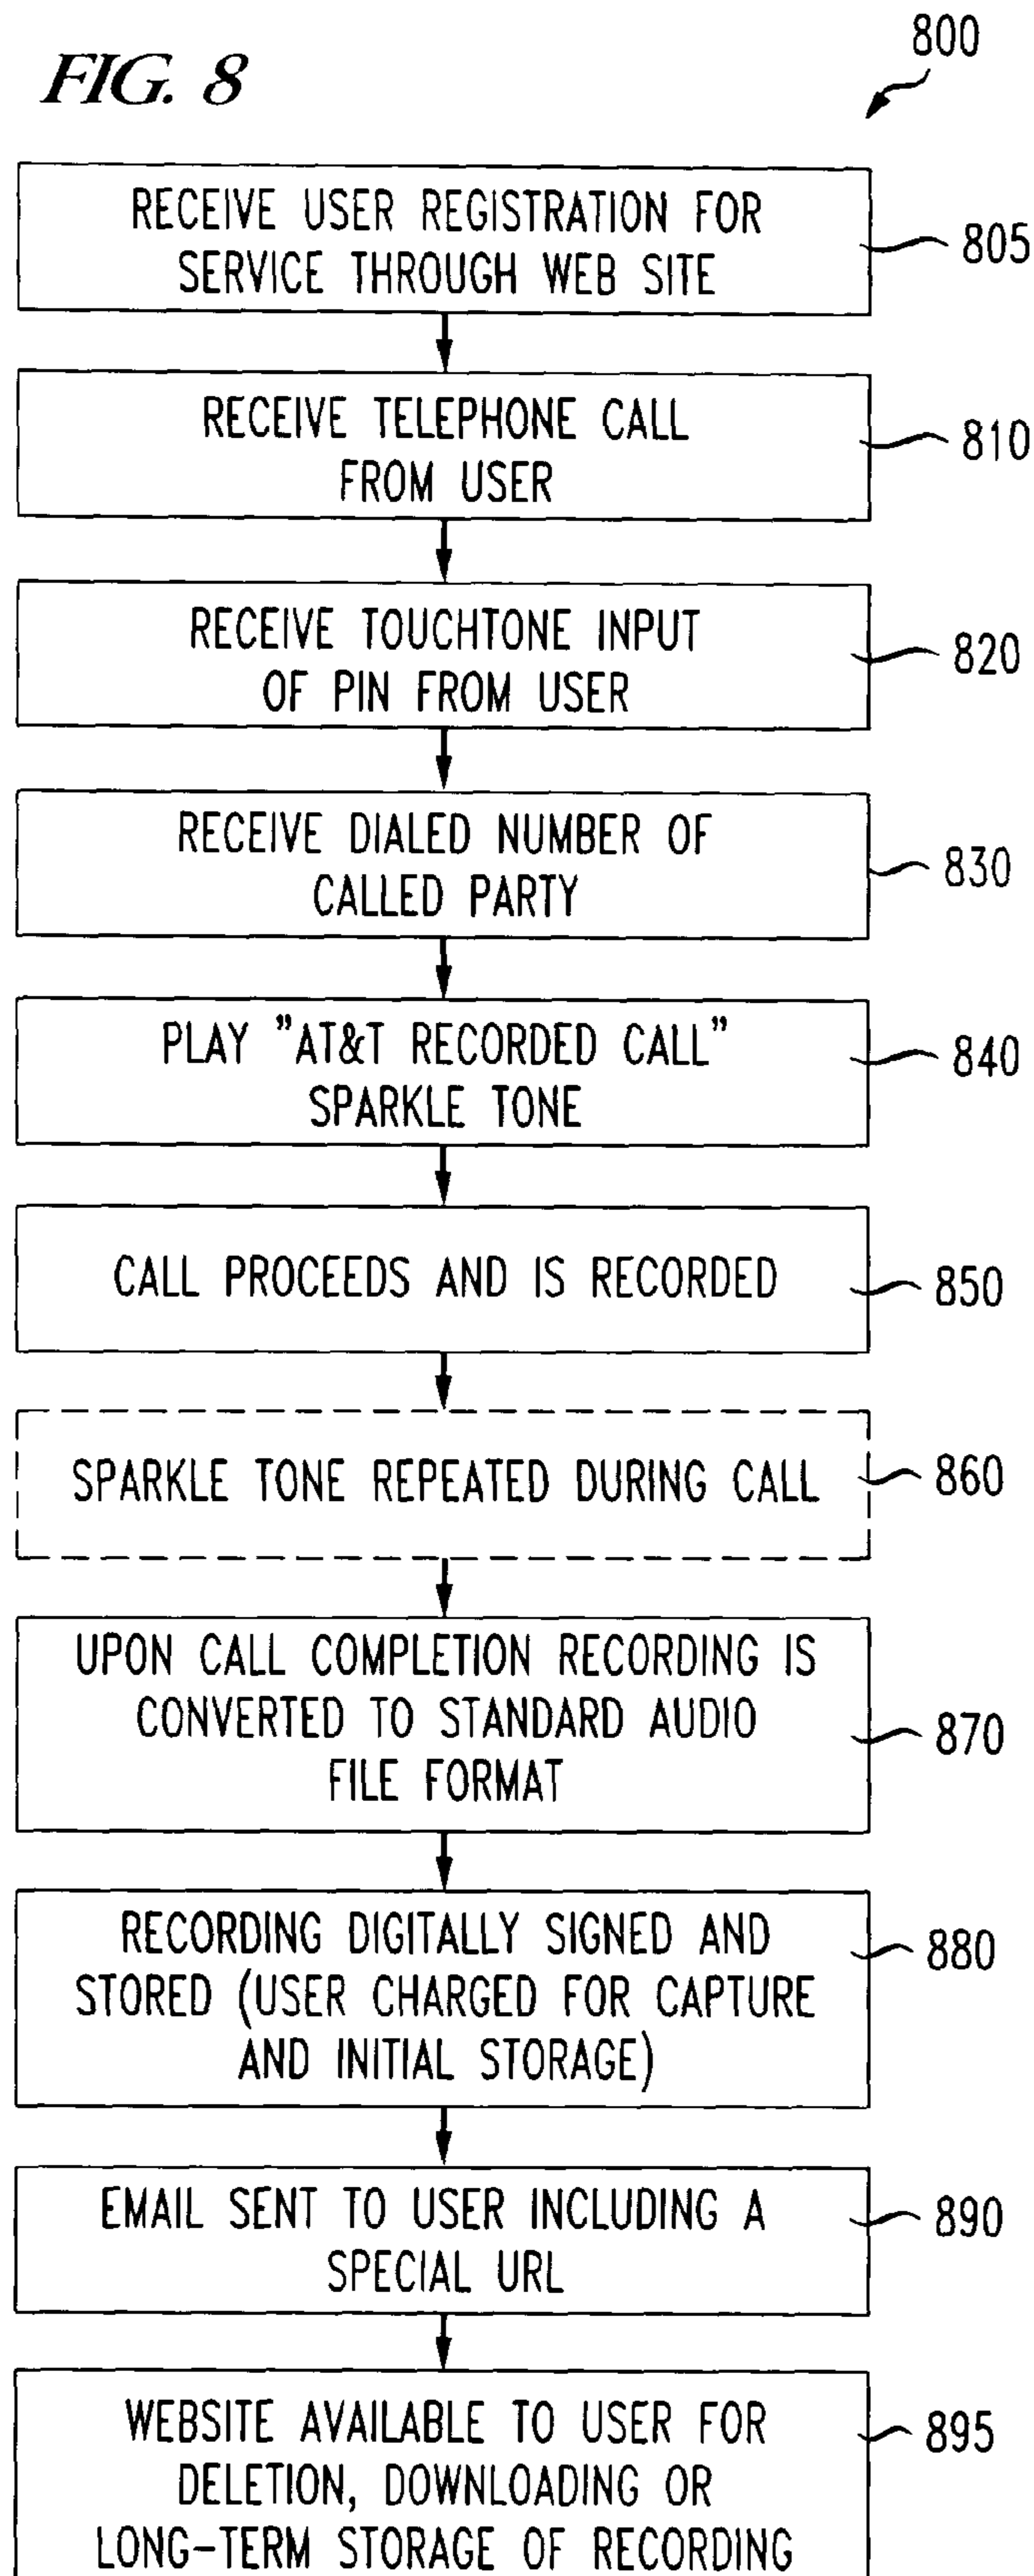 FIG. 8
800
RECEIVE USER REGISTRATION FOR
SERVICE THROUGH WEB SITE
805
RECEIVE TELEPHONE CALL
FROM USER
810
RECEIVE TOUCHTONE INPUT
OF PIN FROM USER
820
RECEIVE DIALED NUMBER OF
CALLED PARTY
830
PLAY "AT&T RECORDED CALL"
SPARKLE TONE
840
CALL PROCEEDS AND IS RECORDED
850
SPARKLE TONE REPEATED DURING CALL
860
UPON CALL COMPLETION RECORDING IS
CONVERTED TO STANDARD AUDIO
FILE FORMAT
870
RECORDING DIGITALLY SIGNED AND
STORED (USER CHARGED FOR CAPTURE
AND INITIAL STORAGE)
880
EMAIL SENT TO USER INCLUDING A
SPECIAL URL
890
WEBSITE AVAILABLE TO USER FOR
DELETION, DOWNLOADING OR
LONG-TERM STORAGE OF RECORDING
895